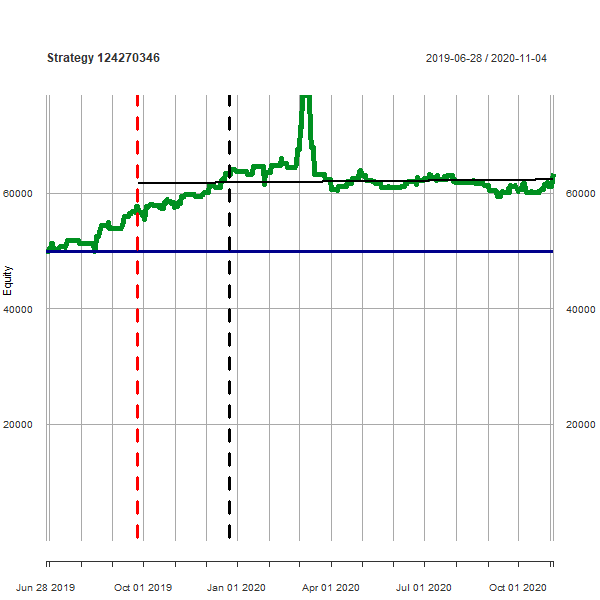 Strategy 124270346
2019-06-28 / 2020-11-04
60000
60000
Equity
40000
40000
20000
20000
Jun 28 2019
Oct 01 2019
Jan 01 2020
Apr 01 2020
Jul 01 2020
Oct 01 2020